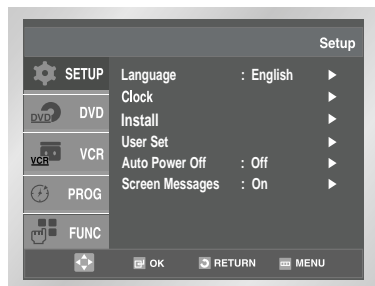 Setup
SETUP
DVD DVD
VCR VCR
PROG
FUNC
Language : English ►
Clock ►
Install ►
User Set ►
Auto Power Off : Off ►
Screen Messages : On ►
OK RETURN MENU